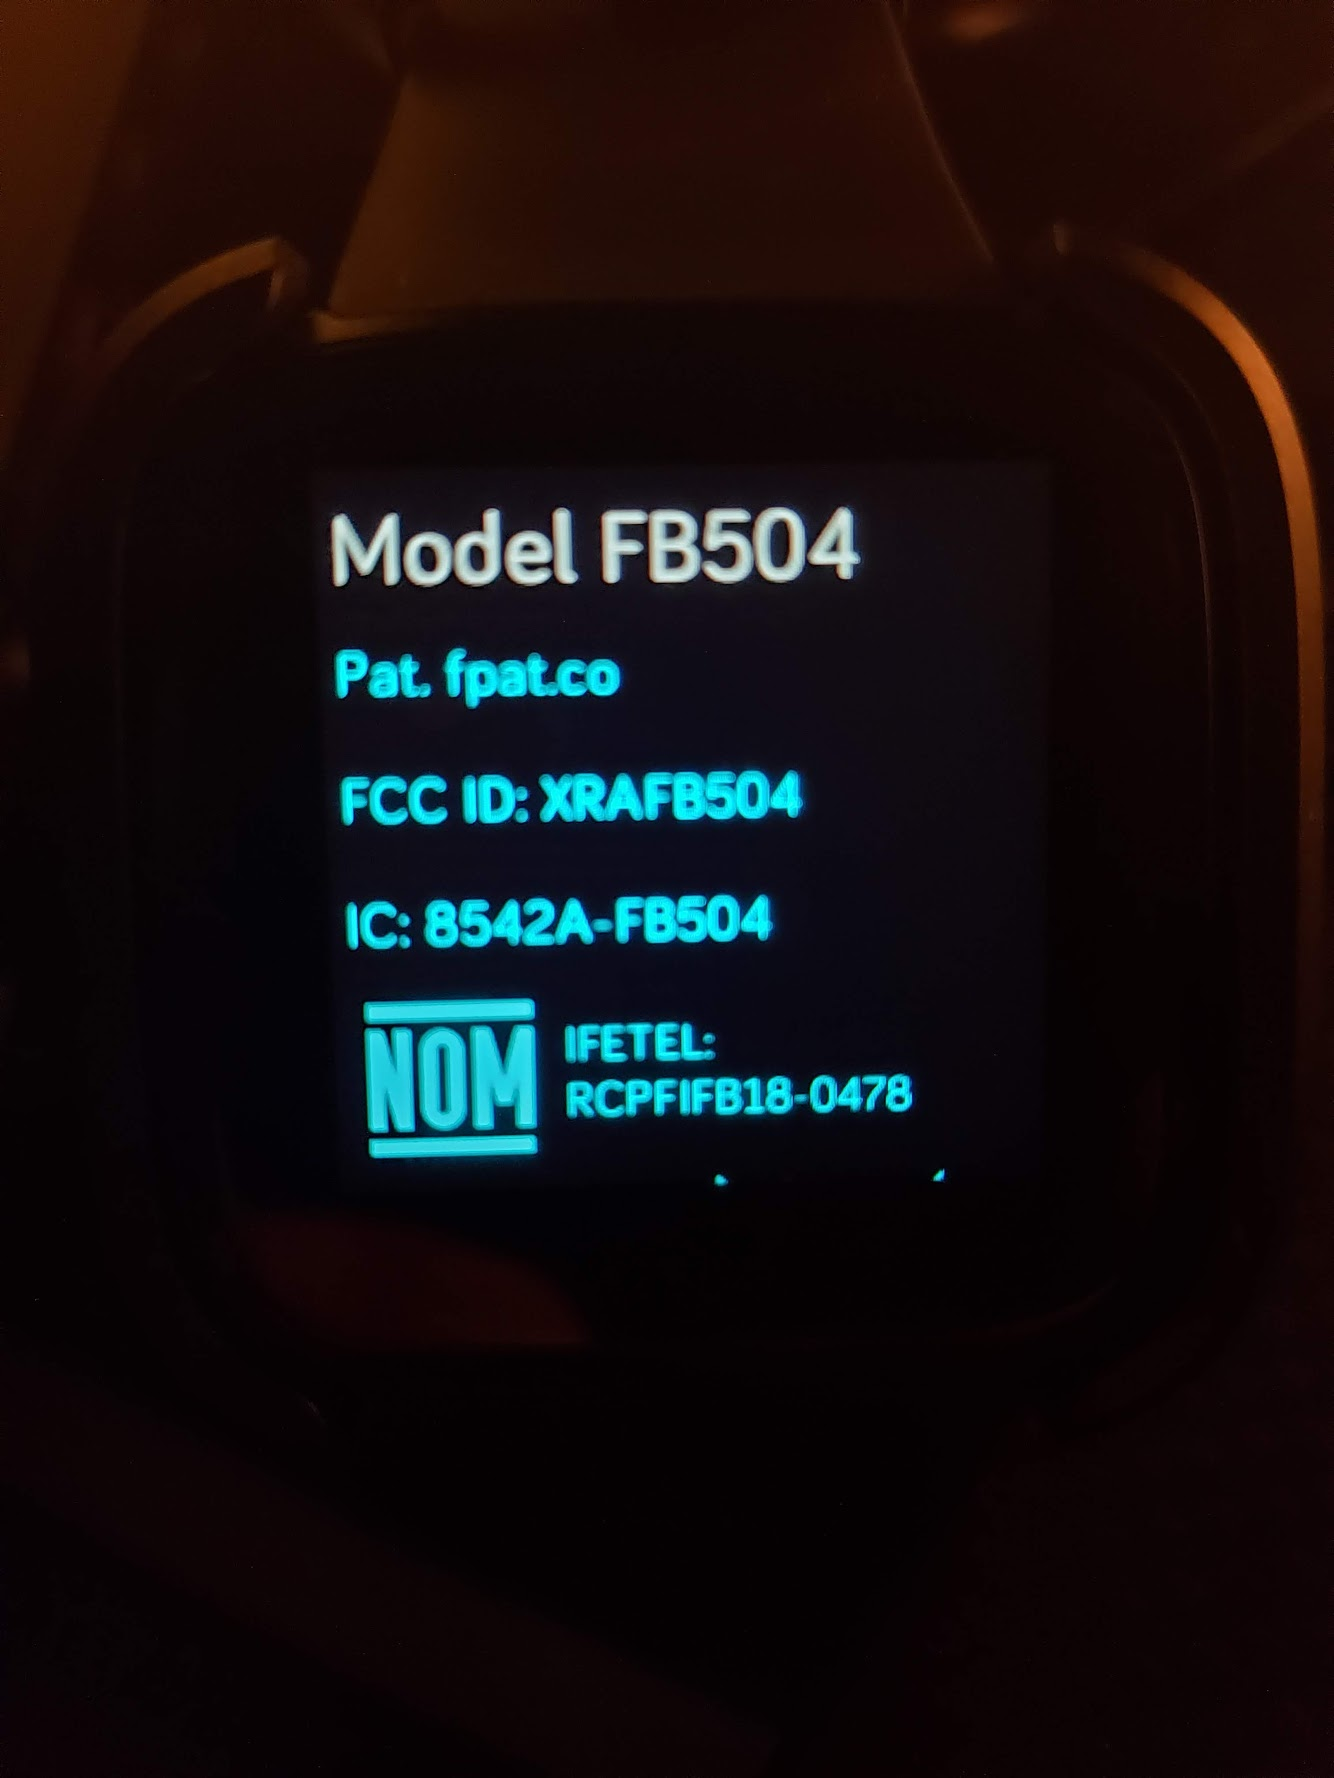 Model FB504
Pat. fpat.co
FCC ID: XRAFB504
IC: 8542A-FB504
NOM
IFETEL:
RCPFIFB18-0478